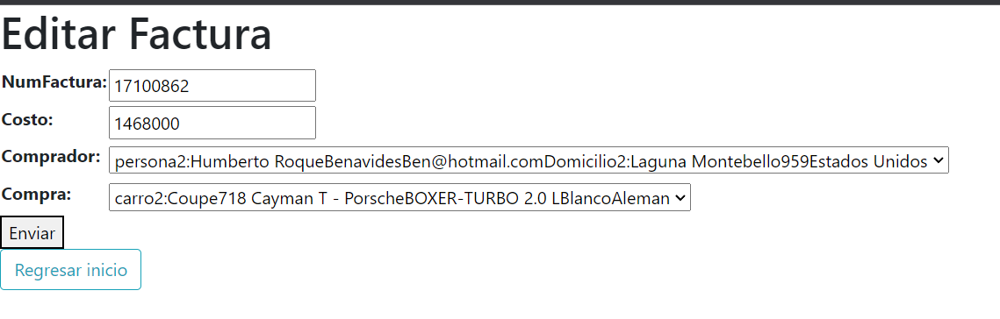 Editar Factura
NumFactura: 17100862
Costo: 1468000
Comprador: persona2:Humberto RoqueBenavidesBen@hotmail.comDomicilio2:Laguna Montebello959Estados Unidos
Compra: carro2:Coupe718 Cayman T - PorscheBOXER-TURBO 2.0 LBlancoAleman
Enviar
Regresar inicio